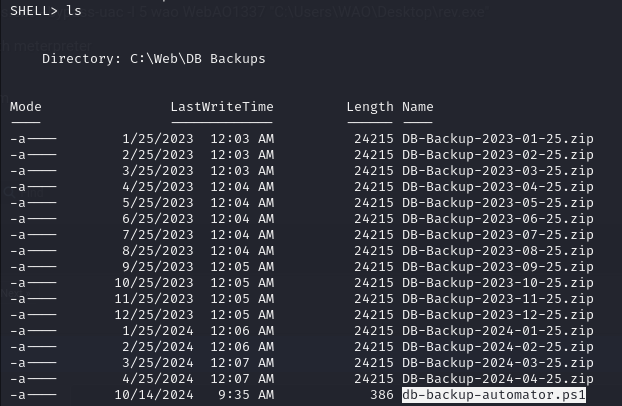 SHELL> ls
Directory: C:\Web\DB Backups
Mode LastWriteTime Length Name
-a---- 1/25/2023 12:03 AM 24215 DB-Backup-2023-01-25.zip
-a---- 2/25/2023 12:03 AM 24215 DB-Backup-2023-02-25.zip
-a---- 3/25/2023 12:03 AM 24215 DB-Backup-2023-03-25.zip
-a---- 4/25/2023 12:04 AM 24215 DB-Backup-2023-04-25.zip
-a---- 5/25/2023 12:04 AM 24215 DB-Backup-2023-05-25.zip
-a---- 6/25/2023 12:04 AM 24215 DB-Backup-2023-06-25.zip
-a---- 7/25/2023 12:04 AM 24215 DB-Backup-2023-07-25.zip
-a---- 8/25/2023 12:04 AM 24215 DB-Backup-2023-08-25.zip
-a---- 9/25/2023 12:05 AM 24215 DB-Backup-2023-09-25.zip
-a---- 10/25/2023 12:05 AM 24215 DB-Backup-2023-10-25.zip
-a---- 11/25/2023 12:05 AM 24215 DB-Backup-2023-11-25.zip
-a---- 12/25/2023 12:05 AM 24215 DB-Backup-2023-12-25.zip
-a---- 1/25/2024 12:06 AM 24215 DB-Backup-2024-01-25.zip
-a---- 2/25/2024 12:06 AM 24215 DB-Backup-2024-02-25.zip
-a---- 3/25/2024 12:07 AM 24215 DB-Backup-2024-03-25.zip
-a---- 4/25/2024 12:07 AM 24215 DB-Backup-2024-04-25.zip
-a---- 10/14/2024 9:35 AM 386 db-backup-automator.ps1